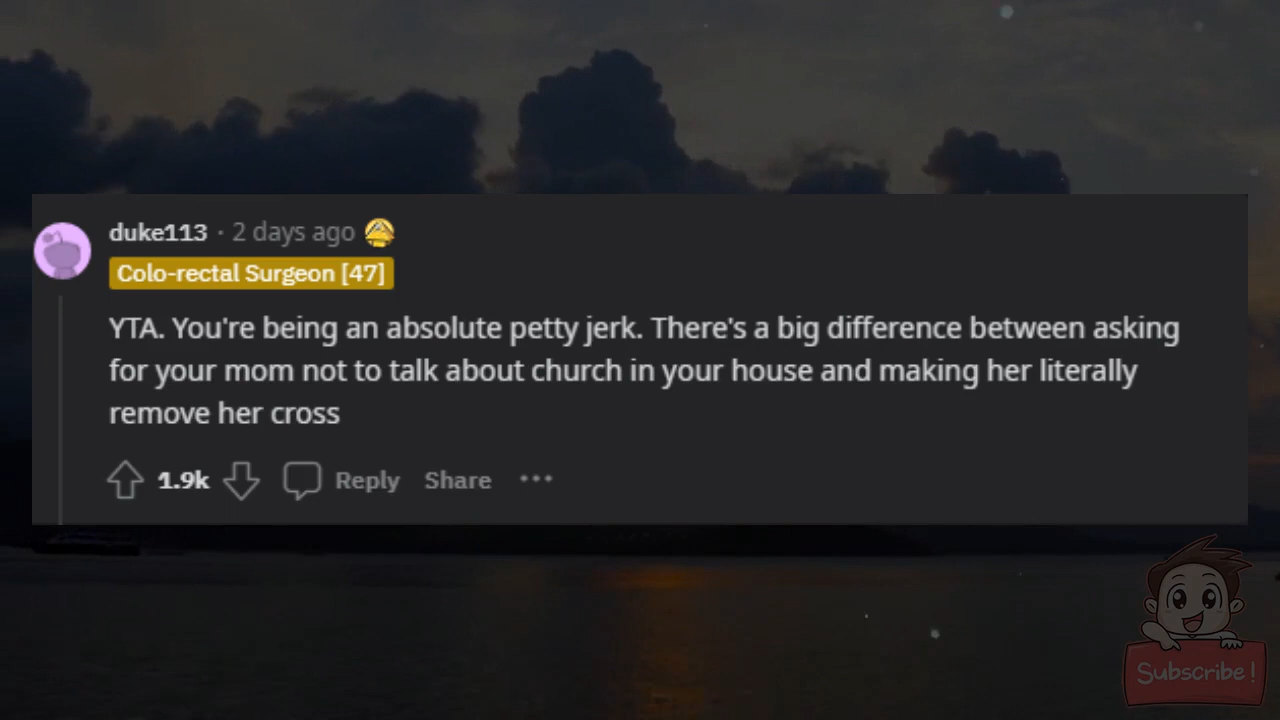 duke113 · 2 days ago
Colo-rectal Surgeon [47]
YTA. You're being an absolute petty jerk. There's a big difference between asking
for your mom not to talk about church in your house and making her literally
remove her cross
1.9k Reply Share ···
Subscribe!